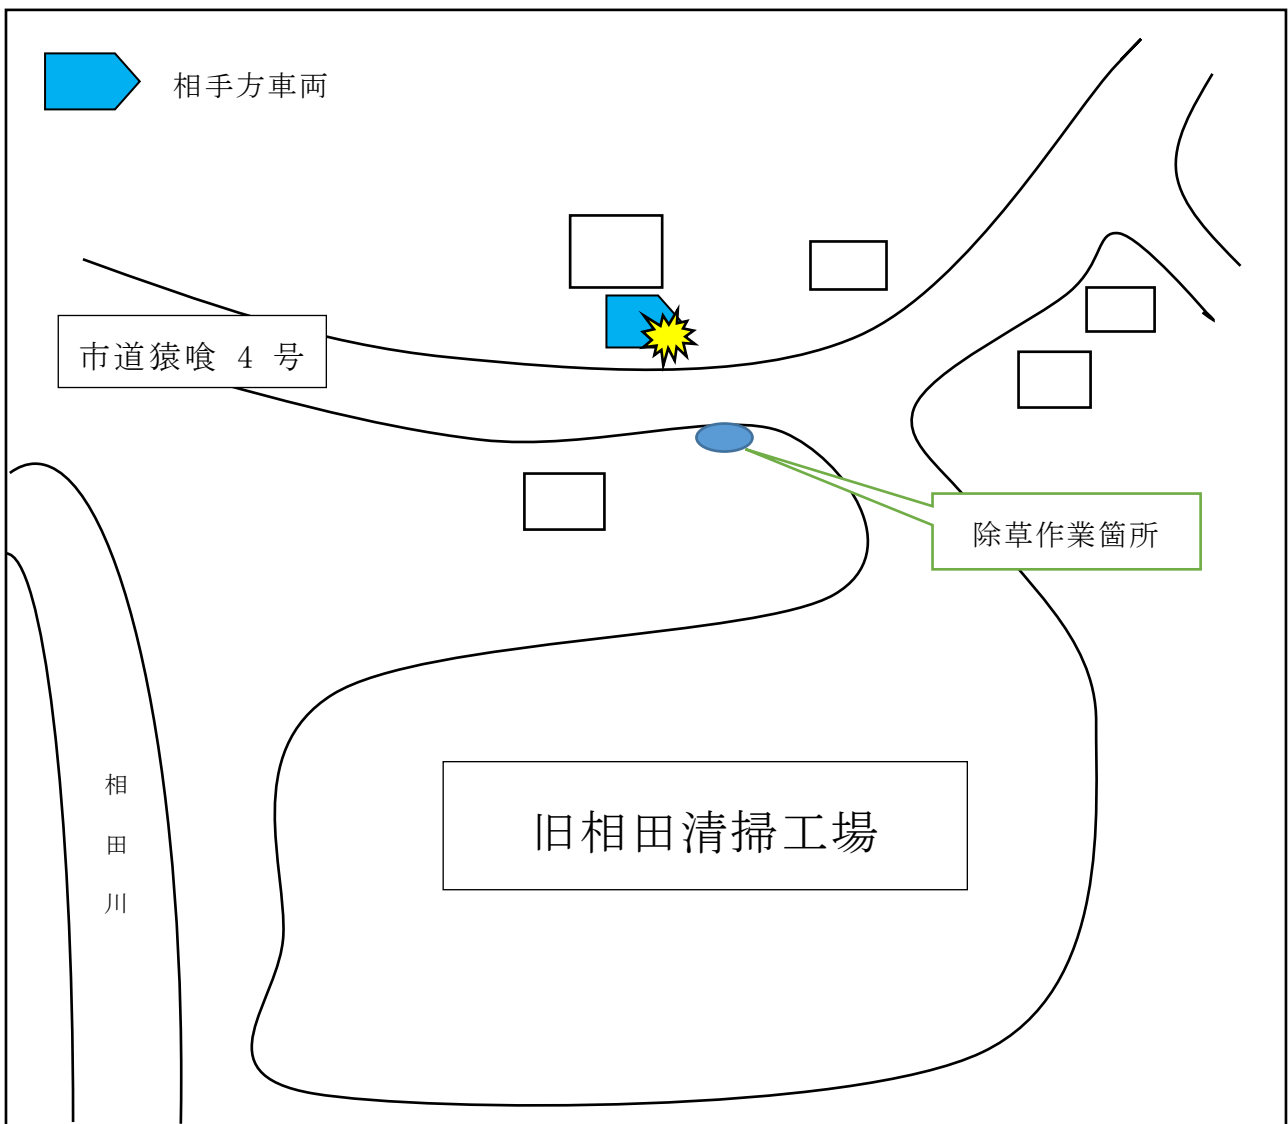 相手方車両
市道猿喰 4 号
除草作業箇所
旧相田清掃工場
相田川